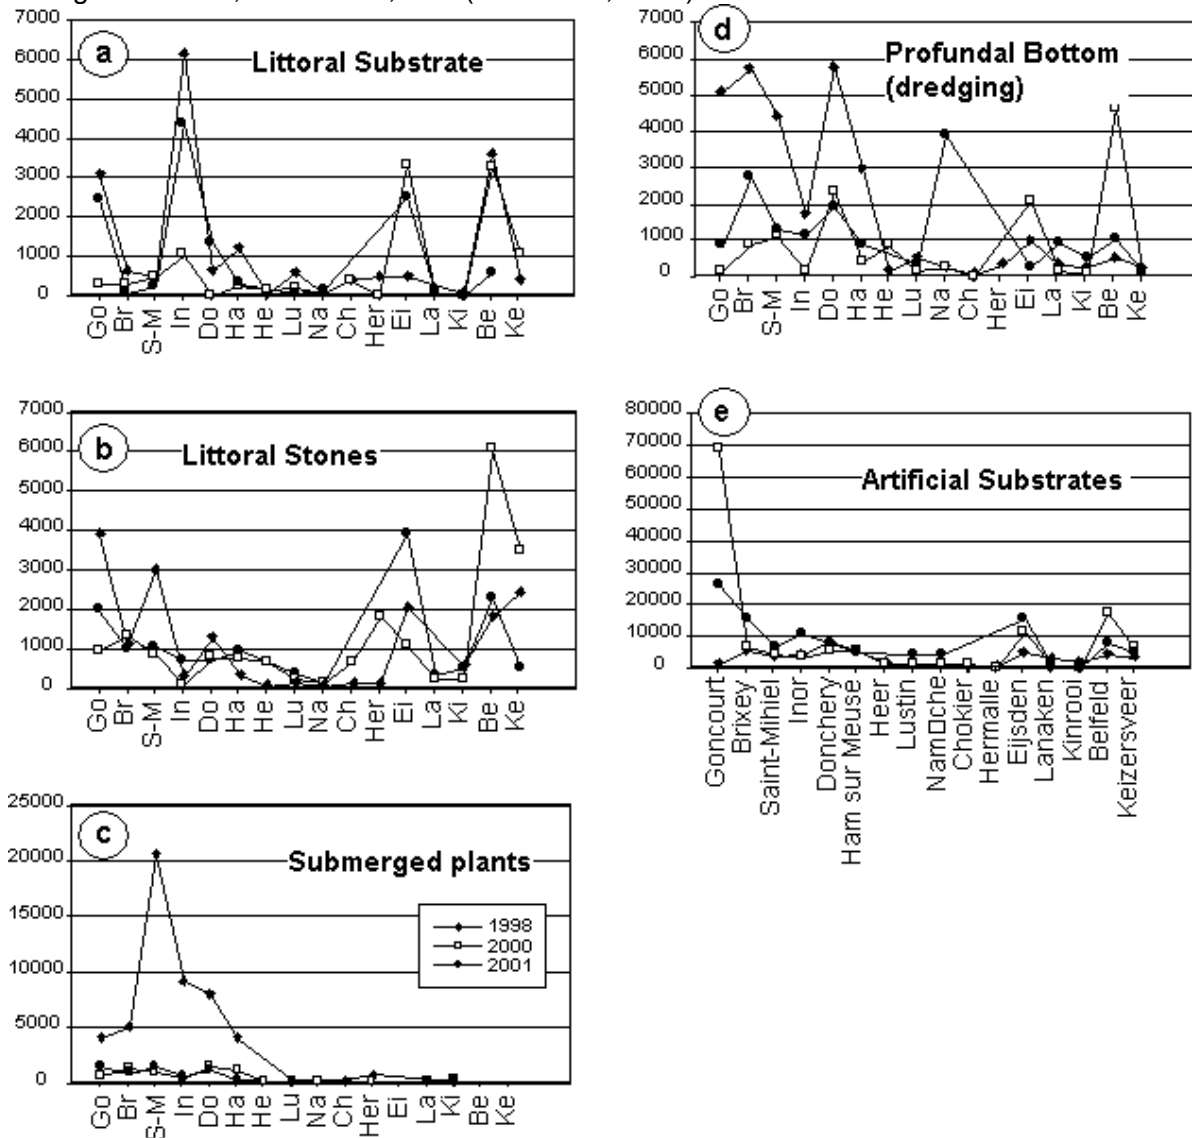 a
Littoral Substrate
7000
6000
5000
4000
3000
2000
1000
0
Go
Br
S-M
In
Do
Ha
He
Lu
Na
Ch
Her
Ei
La
Ki
Be
Ke
d
Profundal Bottom
(dredging)
7000
6000
5000
4000
3000
2000
1000
0
Go
Br
S-M
In
Do
Ha
He
Lu
Na
Ch
Her
Ei
La
Ki
Be
Ke
b
Littoral Stones
7000
6000
5000
4000
3000
2000
1000
0
Go
Br
S-M
In
Do
Ha
He
Lu
Na
Ch
Her
Ei
La
Ki
Be
Ke
e
Artificial Substrates
80000
70000
60000
50000
40000
30000
20000
10000
0
Goncourt
Brixey
Saint-Mihiel
Inor
Donchery
Ham sur Meuse
Heer
Lustin
Nam□che
Chokier
Hermalle
Eijsden
Lanaken
Kinrooi
Belfeld
Keizersveer
c
Submerged plants
25000
20000
15000
10000
5000
0
1998
2000
2001
Go
Br
S-M
In
Do
Ha
He
Lu
Na
Ch
Her
Ei
La
Ki
Be
Ke